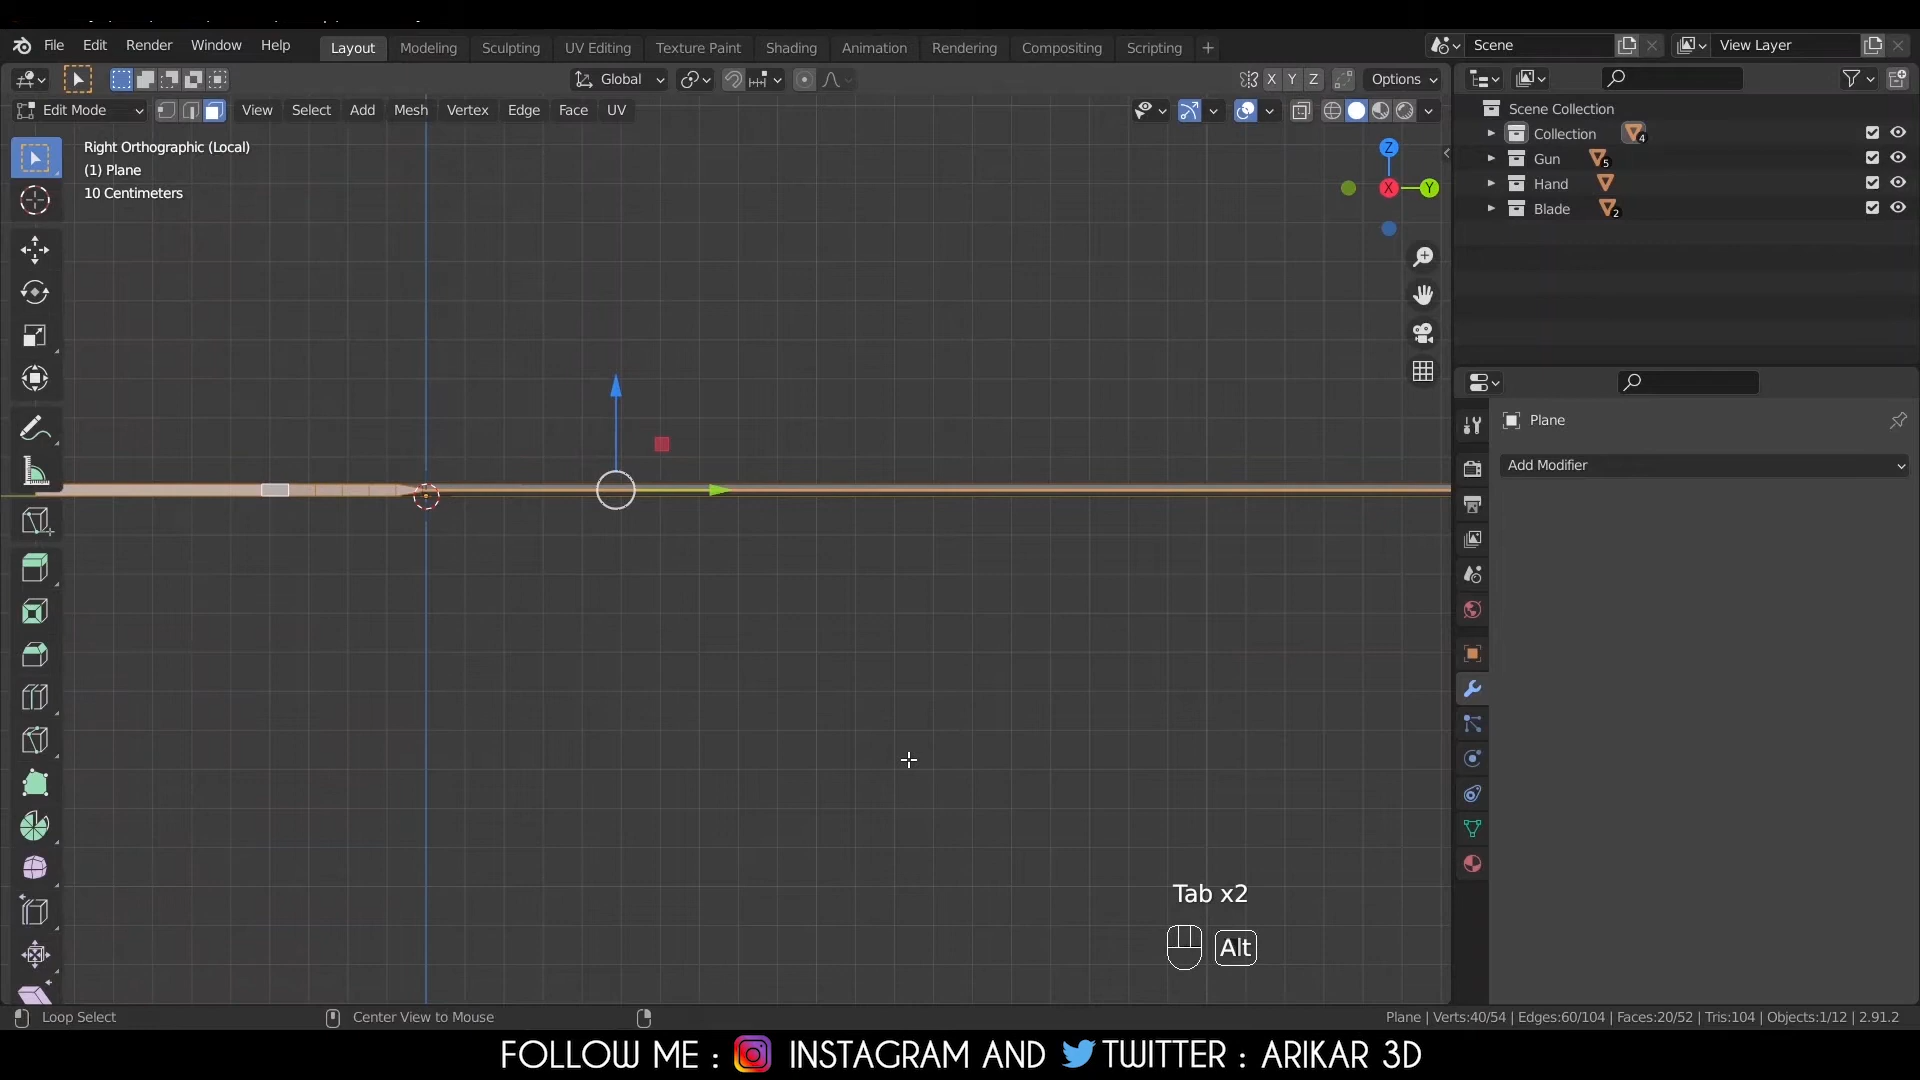 File Edit Render Window Help Layout Modeling Sculpting UV Editing Texture Paint Shading Animation Rendering Compositing Scripting + Scene View Layer
Global X Y Z Options
Edit Mode View Select Add Mesh Vertex Edge Face UV
Right Orthographic (Local)
(1) Plane
10 Centimeters
Z
X Y
Scene Collection
Collection 4
Gun 5
Hand
Blade 2
Plane
Add Modifier
Tab x2
Alt
Loop Select Center View to Mouse Plane | Verts:40/54 | Edges:60/104 | Faces:20/52 | Tris:104 | Objects:1/12 | 2.91.2
FOLLOW ME : INSTAGRAM AND TWITTER : ARIKAR 3D